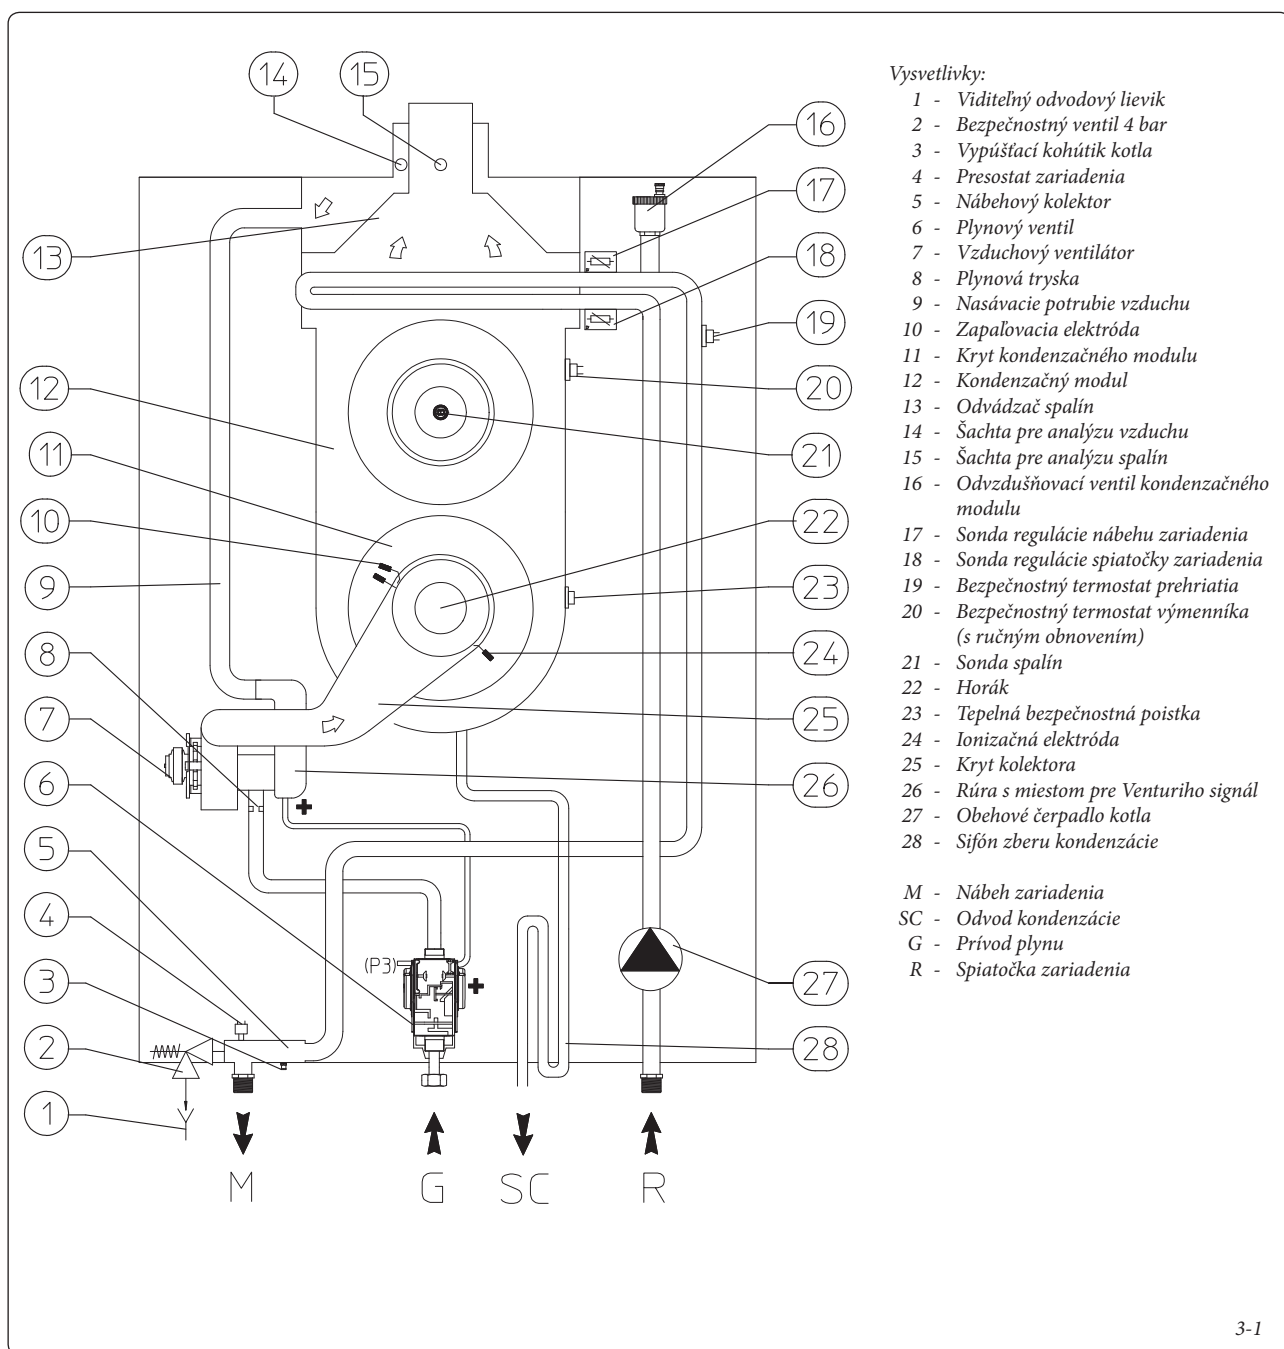 14
15
16
17
13
18
19
12
20
11
21
10
22
9
23
8
24
7
25
6
26
5
4
(P3)
3
27
2
28
1
M
G
SC
R
Vysvetlivky:
1 - Viditeľný odvodový lievik
2 - Bezpečnostný ventil 4 bar
3 - Vypúšťací kohútik kotla
4 - Presostat zariadenia
5 - Nábehový kolektor
6 - Plynový ventil
7 - Vzduchový ventilátor
8 - Plynová tryska
9 - Nasávacie potrubie vzduchu
10 - Zapaľovacia elektróda
11 - Kryt kondenzačného modulu
12 - Kondenzačný modul
13 - Odvádzač spalín
14 - Šachta pre analýzu vzduchu
15 - Šachta pre analýzu spalín
16 - Odvzdušňovací ventil kondenzačného
modulu
17 - Sonda regulácie nábehu zariadenia
18 - Sonda regulácie spiatočky zariadenia
19 - Bezpečnostný termostat prehriatia
20 - Bezpečnostný termostat výmenníka
(s ručným obnovením)
21 - Sonda spalín
22 - Horák
23 - Tepelná bezpečnostná poistka
24 - Ionizačná elektróda
25 - Kryt kolektora
26 - Rúra s miestom pre Venturiho signál
27 - Obehové čerpadlo kotla
28 - Sifón zberu kondenzácie
M - Nábeh zariadenia
SC - Odvod kondenzácie
G - Prívod plynu
R - Spiatočka zariadenia
3-1